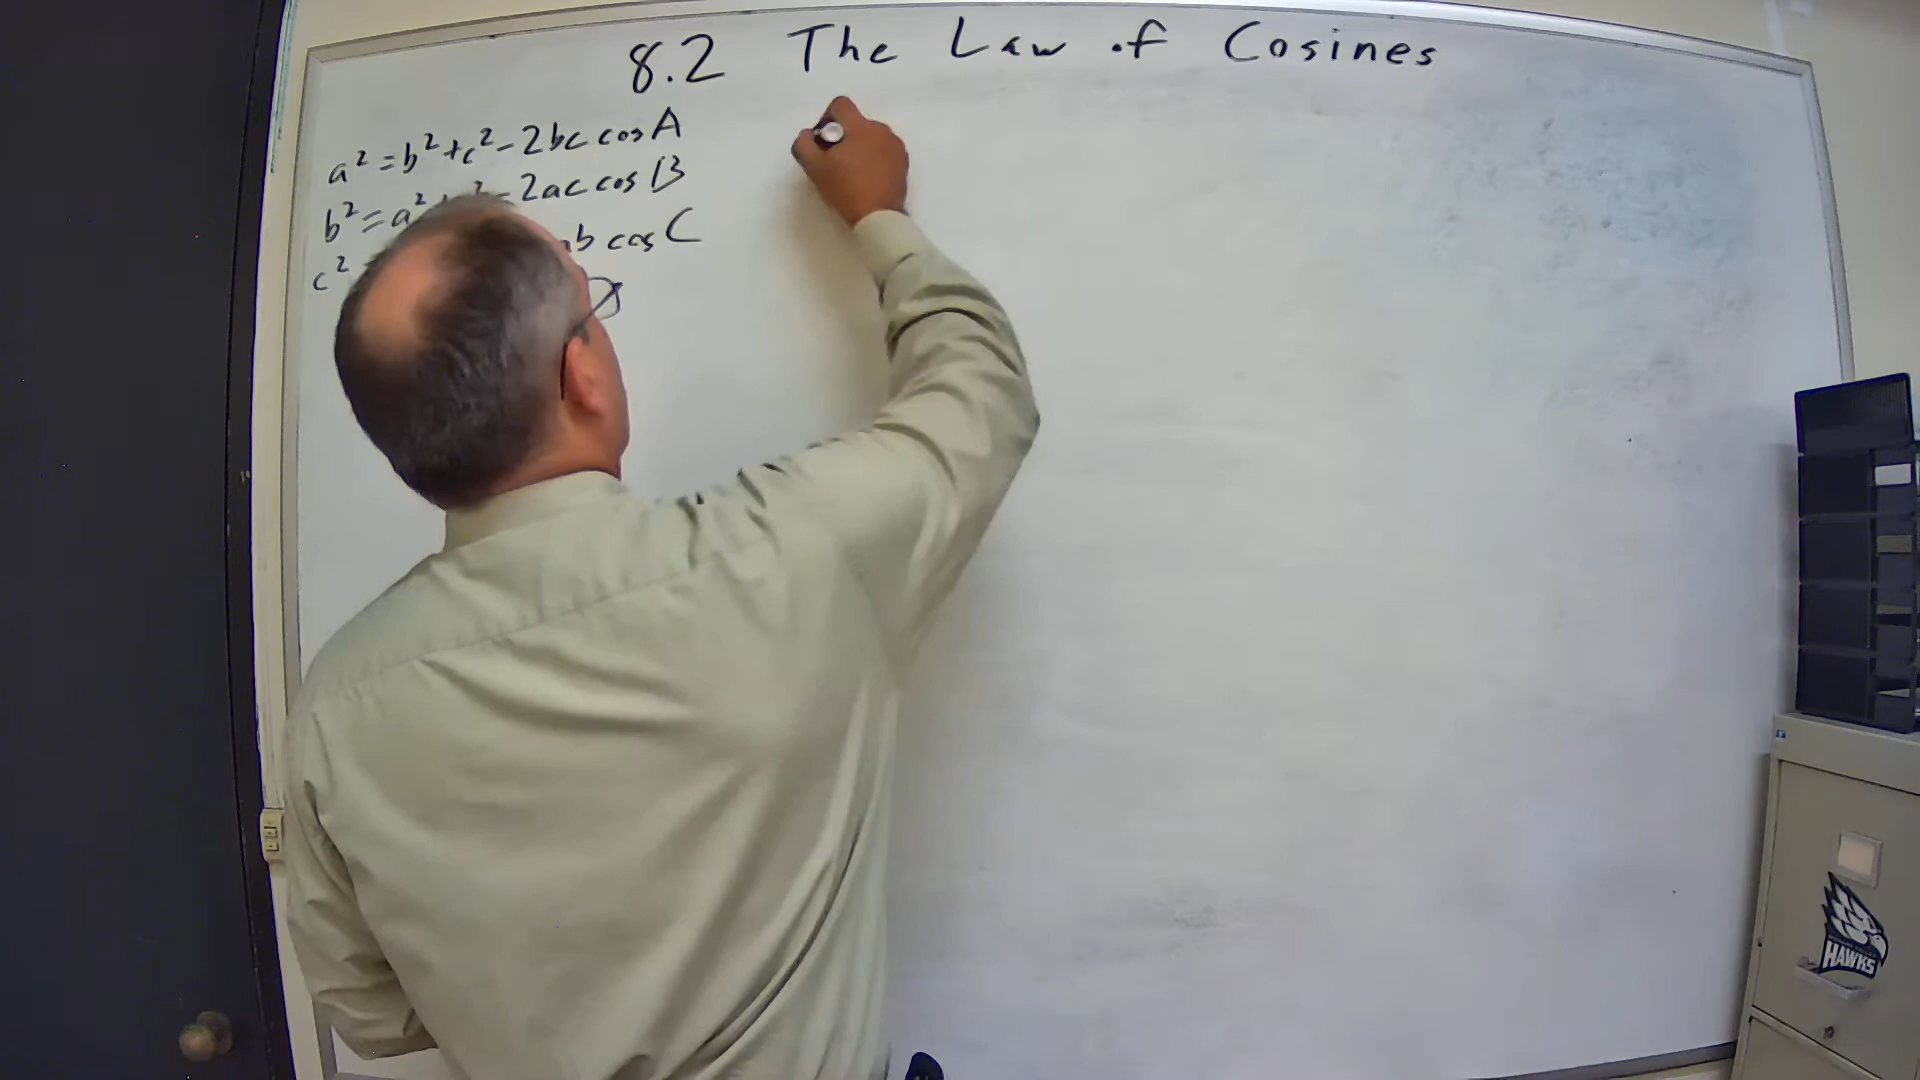 8.2 The Law of Cosines
a² = b² + c² - 2bc cos A
b² = a² - 2ac cos B
c² b cos C
HAWKS